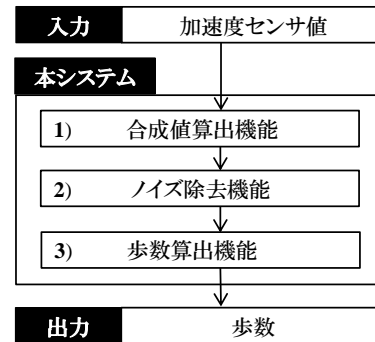 入力 加速度センサ値
本システム
1) 合成値算出機能
2) ノイズ除去機能
3) 歩数算出機能
出力 歩数